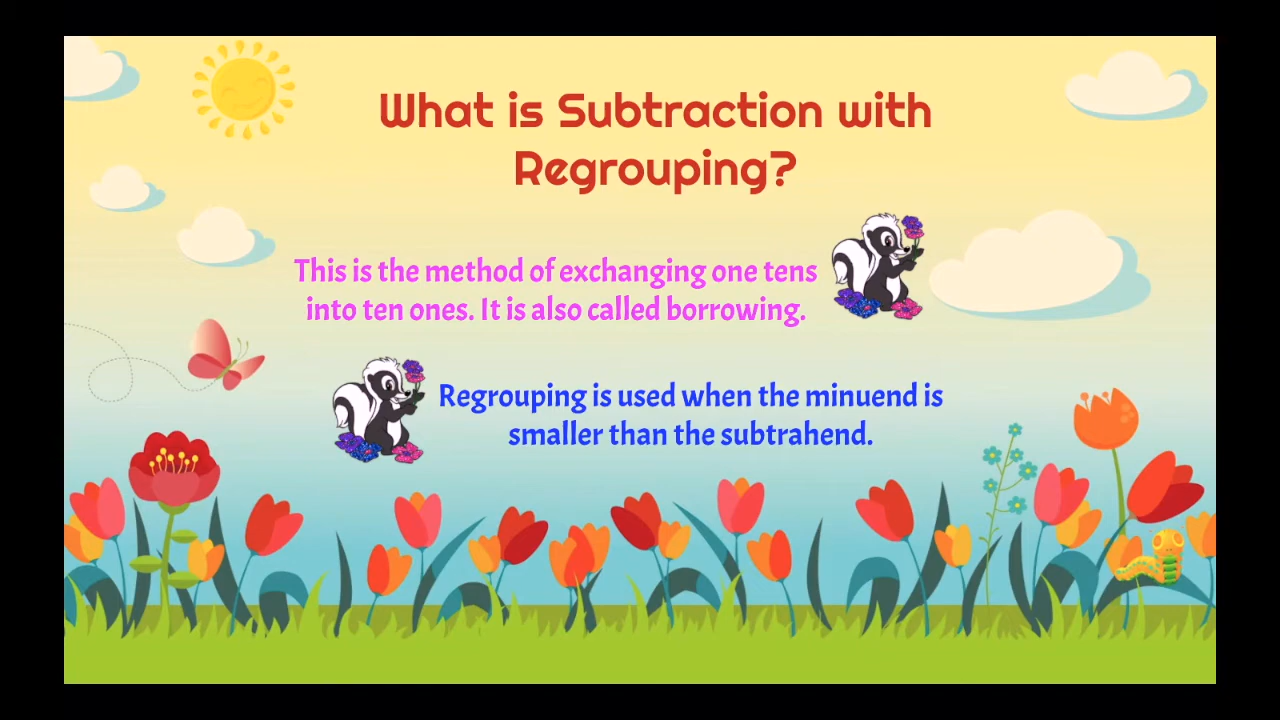 What is Subtraction with
Regrouping?
This is the method of exchanging one tens
into ten ones. It is also called borrowing.
Regrouping is used when the minuend is
smaller than the subtrahend.